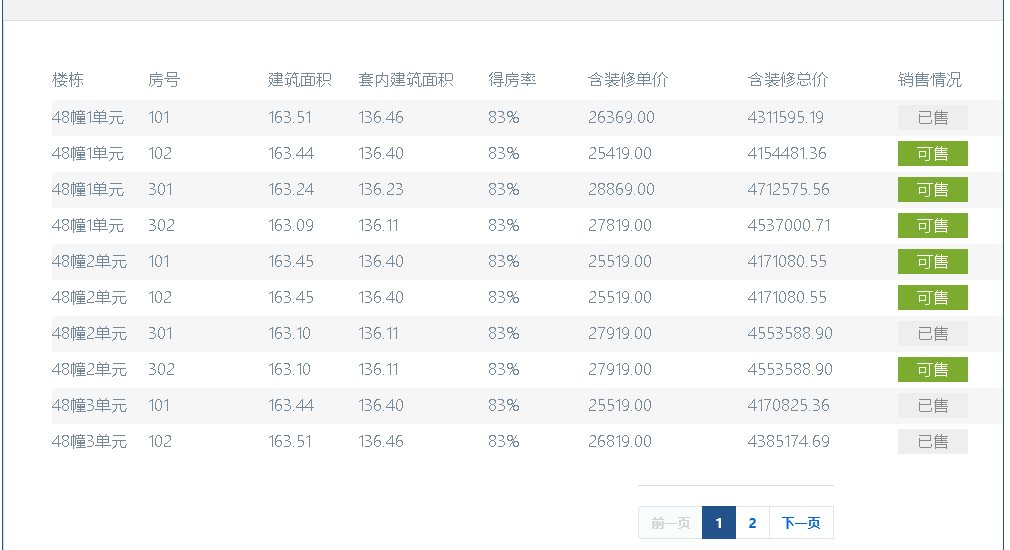 楼栋 房号 建筑面积 套内建筑面积 得房率 含装修单价 含装修总价 销售情况
48幢1单元 101 163.51 136.46 83% 26369.00 4311595.19 已售
48幢1单元 102 163.44 136.40 83% 25419.00 4154481.36 可售
48幢1单元 301 163.24 136.23 83% 28869.00 4712575.56 可售
48幢1单元 302 163.09 136.11 83% 27819.00 4537000.71 可售
48幢2单元 101 163.45 136.40 83% 25519.00 4171080.55 可售
48幢2单元 102 163.45 136.40 83% 25519.00 4171080.55 可售
48幢2单元 301 163.10 136.11 83% 27919.00 4553588.90 已售
48幢2单元 302 163.10 136.11 83% 27919.00 4553588.90 可售
48幢3单元 101 163.44 136.40 83% 25519.00 4170825.36 已售
48幢3单元 102 163.51 136.46 83% 26819.00 4385174.69 已售
前一页 1 2 下一页